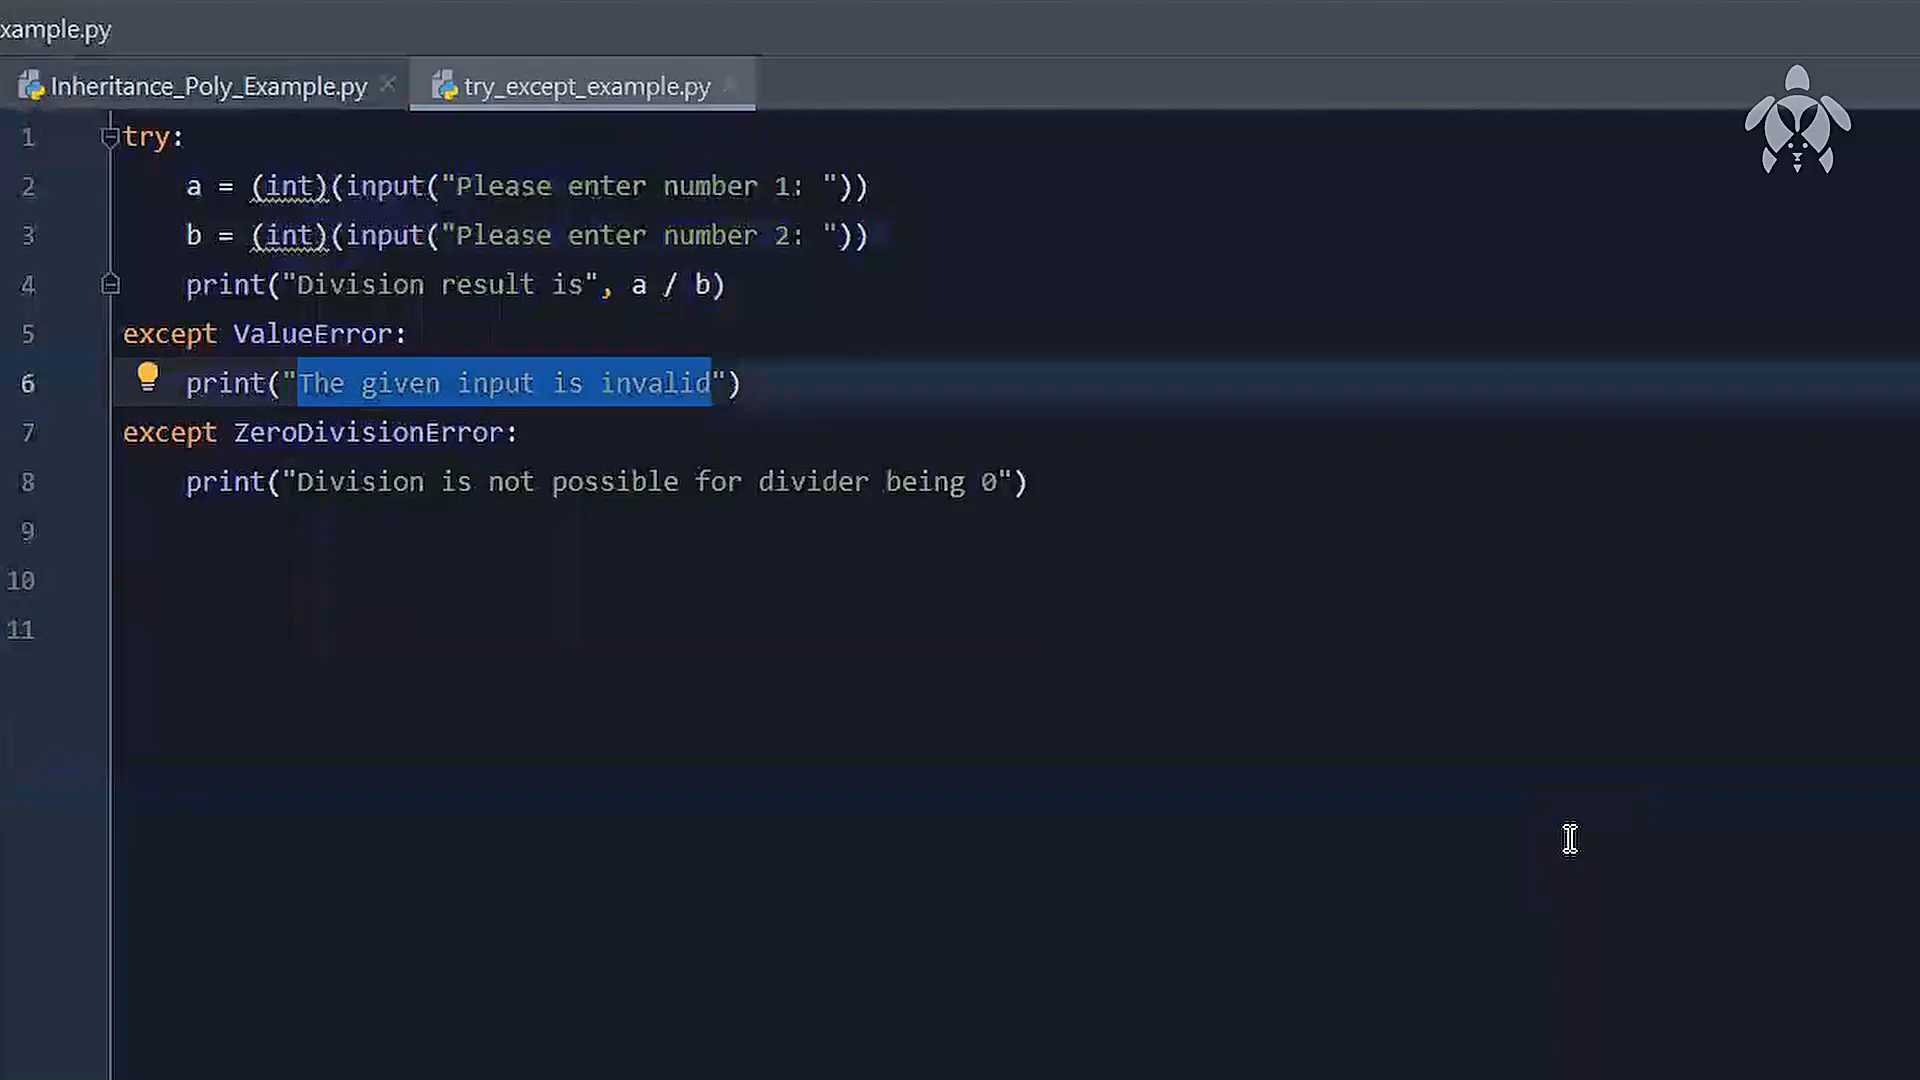 xample.py
Inheritance_Poly_Example.py
try_except_example.py
1 try:
2 a = (int)(input("Please enter number 1: "))
3 b = (int)(input("Please enter number 2: "))
4 print("Division result is", a / b)
5 except ValueError:
6 print("The given input is invalid")
7 except ZeroDivisionError:
8 print("Division is not possible for divider being 0")
9
10
11